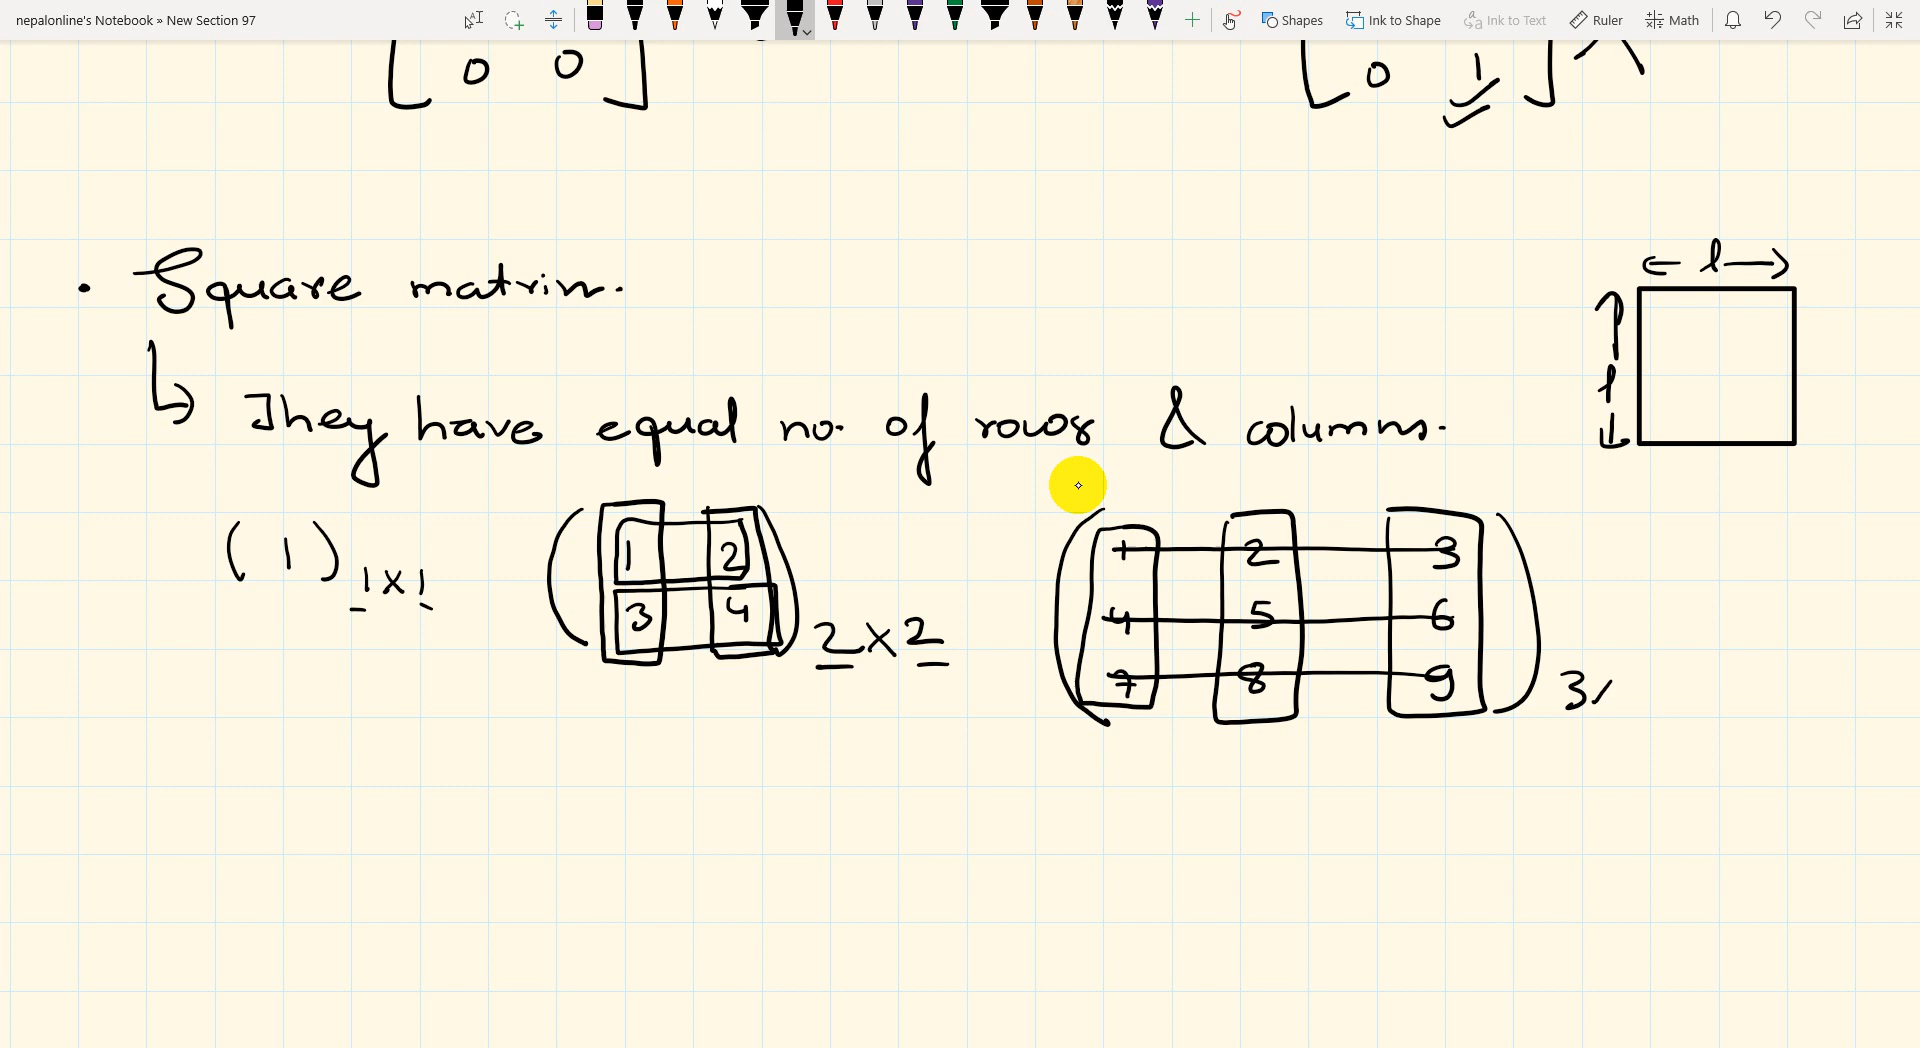 nepalonline's Notebook » New Section 97
Shapes Ink to Shape Ink to Text Ruler Math
0 0
0 1
• Square matrix.
l
l
They have equal no. of rows & columns.
(1) 1x1
1 2
3 4
2x2
1 2 3
4 5 6
7 8 9
3